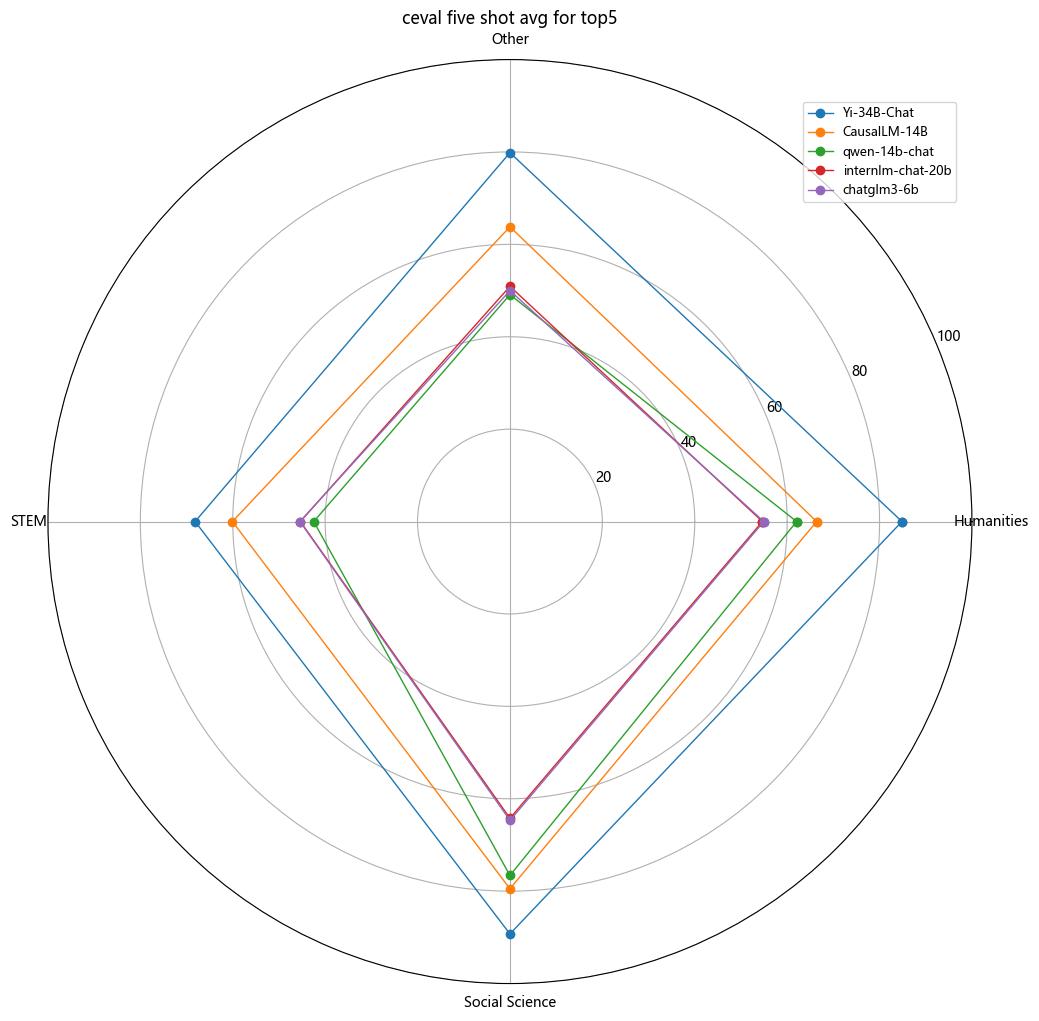 ceval five shot avg for top5
Other
Yi-34B-Chat
CausalLM-14B
qwen-14b-chat
internlm-chat-20b
chatglm3-6b
100
80
60
40
20
STEM
Humanities
Social Science